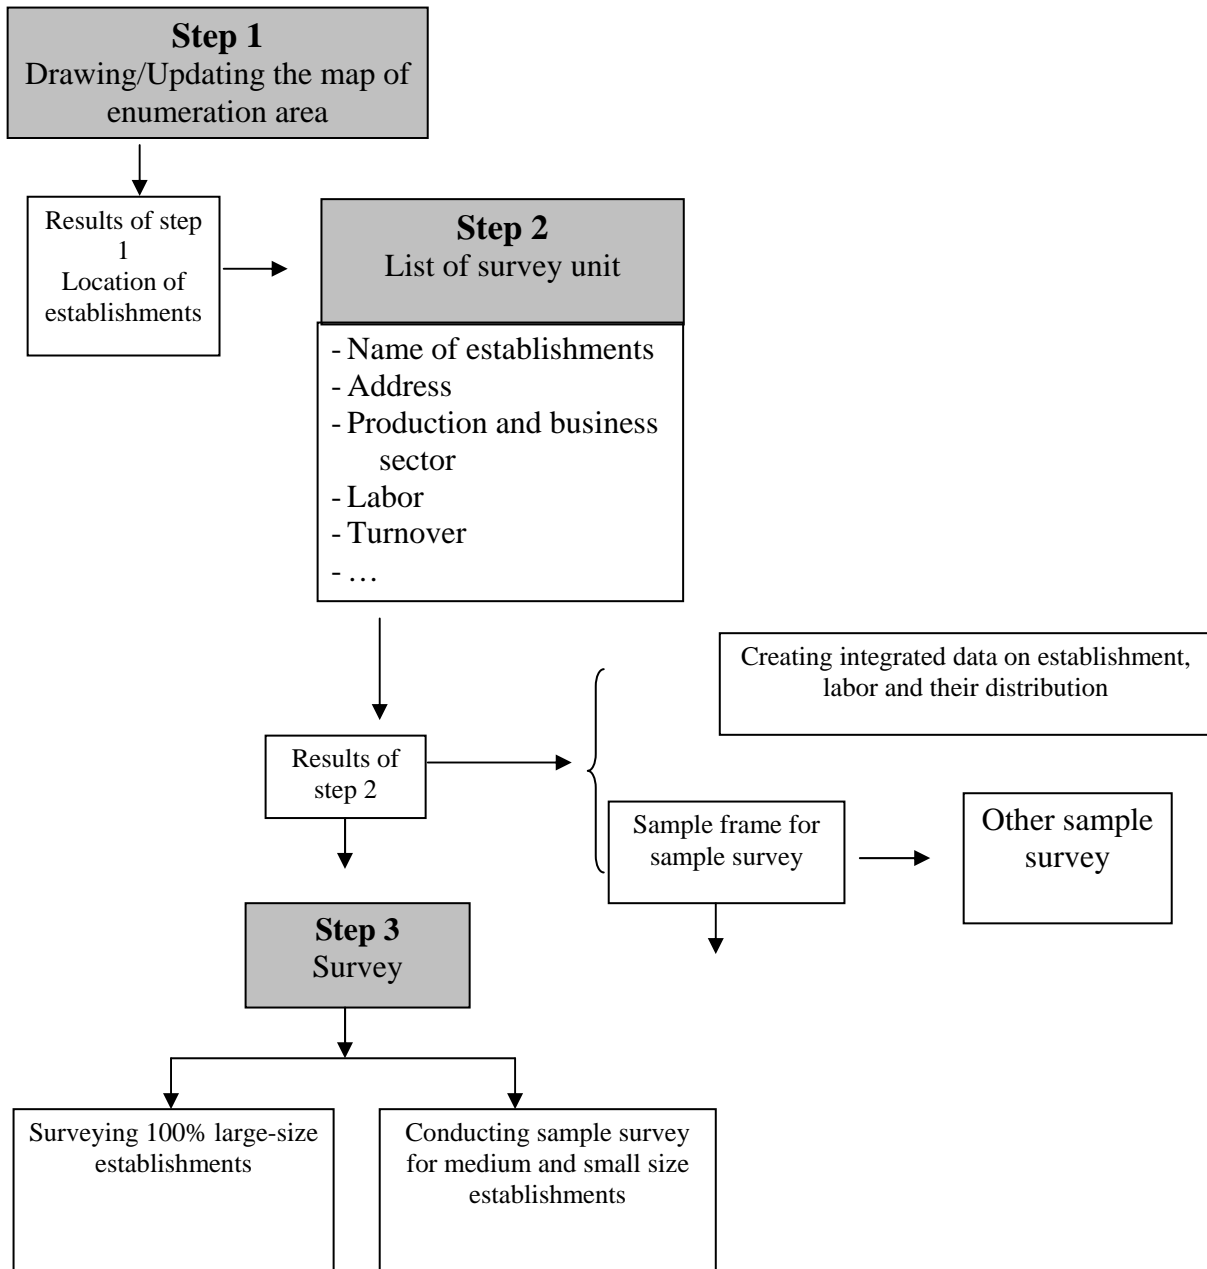 Step 1
Drawing/Updating the map of
enumeration area
Results of step
1
Location of
establishments
Step 2
List of survey unit
- Name of establishments
- Address
- Production and business
sector
- Labor
- Turnover
- …
Creating integrated data on establishment,
labor and their distribution
Results of
step 2
Sample frame for
sample survey
Other sample
survey
Step 3
Survey
Surveying 100% large-size
establishments
Conducting sample survey
for medium and small size
establishments